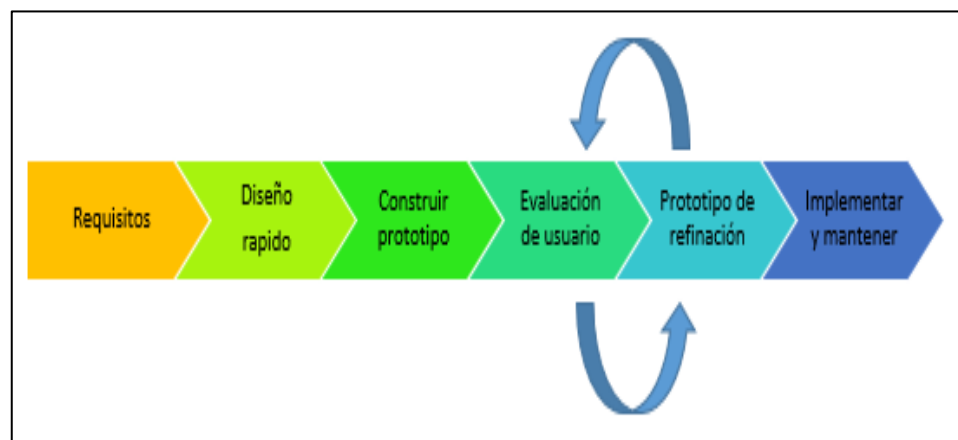 Requisitos
Diseño
rapido
Construir
prototipo
Evaluación
de usuario
Prototipo de
refinación
Implementar
y mantener